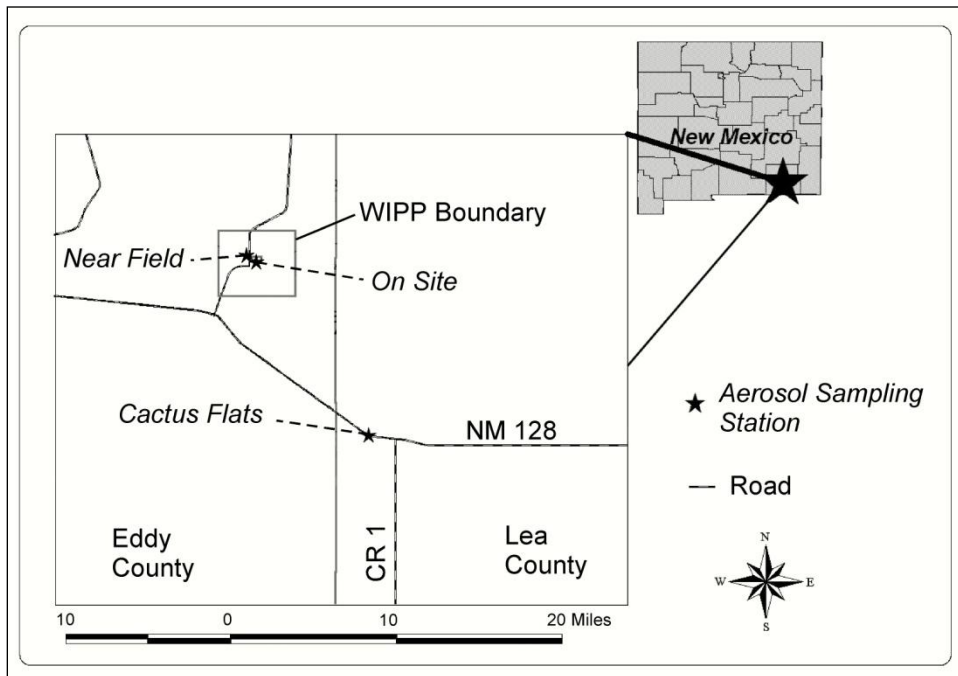 New Mexico
WIPP Boundary
Near Field
On Site
Aerosol Sampling
Station
Cactus Flats
NM 128
Road
Eddy
County
CR 1
Lea
County
N
W
E
S
10
0
10
20 Miles